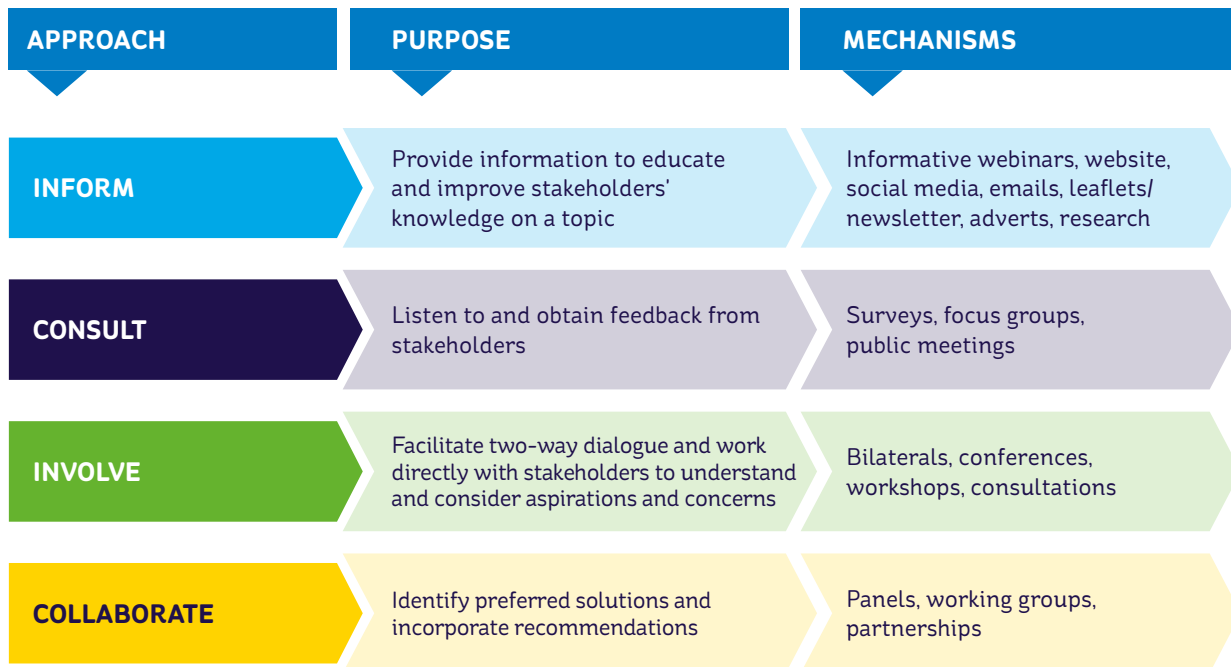 APPROACH
PURPOSE
MECHANISMS
INFORM
Provide information to educate
and improve stakeholders'
knowledge on a topic
Informative webinars, website,
social media, emails, leaflets/
newsletter, adverts, research
CONSULT
Listen to and obtain feedback from
stakeholders
Surveys, focus groups,
public meetings
INVOLVE
Facilitate two-way dialogue and work
directly with stakeholders to understand
and consider aspirations and concerns
Bilaterals, conferences,
workshops, consultations
COLLABORATE
Identify preferred solutions and
incorporate recommendations
Panels, working groups,
partnerships